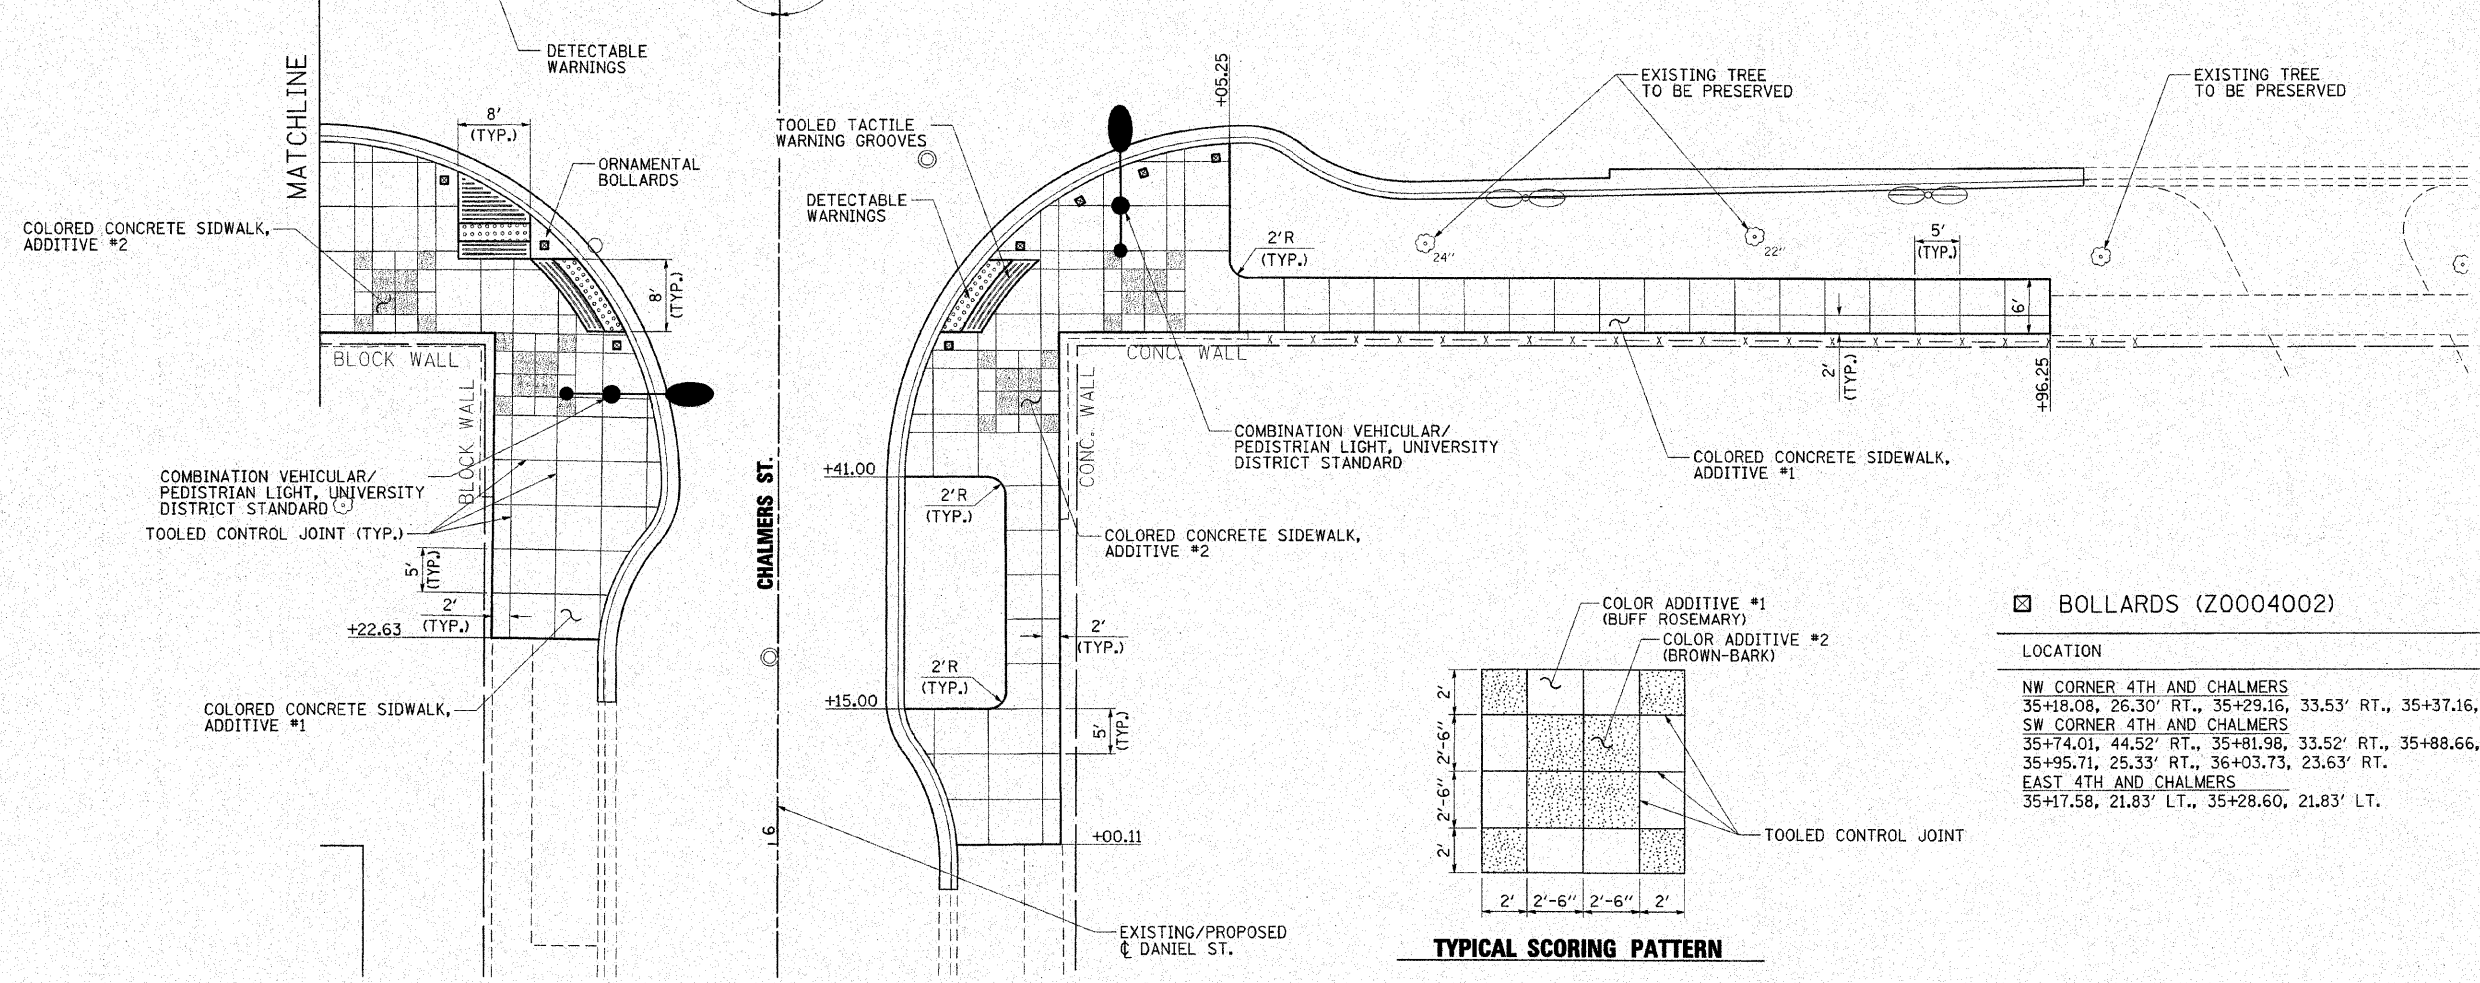 DETECTABLE
WARNINGS
MATCHLINE
8'
(TYP.)
ORNAMENTAL
BOLLARDS
COLORED CONCRETE SIDWALK,
ADDITIVE #2
8'
(TYP.)
BLOCK WALL
BLOCK WALL
COMBINATION VEHICULAR/
PEDISTRIAN LIGHT, UNIVERSITY
DISTRICT STANDARD
TOOLED CONTROL JOINT (TYP.)
5'
(TYP.)
2'
(TYP.)
+22.63
COLORED CONCRETE SIDWALK,
ADDITIVE #1
CHALMERS ST.
16
TOOLED TACTILE
WARNING GROOVES
DETECTABLE
WARNINGS
+05.25
2'R
(TYP.)
EXISTING TREE
TO BE PRESERVED
EXISTING TREE
TO BE PRESERVED
24"
22"
5'
(TYP.)
6'
2'
(TYP.)
+96.25
CONC. WALL
CONC. WALL
COMBINATION VEHICULAR/
PEDISTRIAN LIGHT, UNIVERSITY
DISTRICT STANDARD
COLORED CONCRETE SIDEWALK,
ADDITIVE #1
+41.00
2'R
(TYP.)
COLORED CONCRETE SIDEWALK,
ADDITIVE #2
2'
(TYP.)
2'R
(TYP.)
+15.00
5'
(TYP.)
+00.11
EXISTING/PROPOSED
℄ DANIEL ST.
COLOR ADDITIVE #1
(BUFF ROSEMARY)
COLOR ADDITIVE #2
(BROWN-BARK)
2'
2'-6"
2'-6"
2'
TOOLED CONTROL JOINT
2' 2'-6" 2'-6" 2'
TYPICAL SCORING PATTERN
BOLLARDS (Z0004002)
LOCATION
NW CORNER 4TH AND CHALMERS
35+18.08, 26.30' RT., 35+29.16, 33.53' RT., 35+37.16,
SW CORNER 4TH AND CHALMERS
35+74.01, 44.52' RT., 35+81.98, 33.52' RT., 35+88.66,
35+95.71, 25.33' RT., 36+03.73, 23.63' RT.
EAST 4TH AND CHALMERS
35+17.58, 21.83' LT., 35+28.60, 21.83' LT.